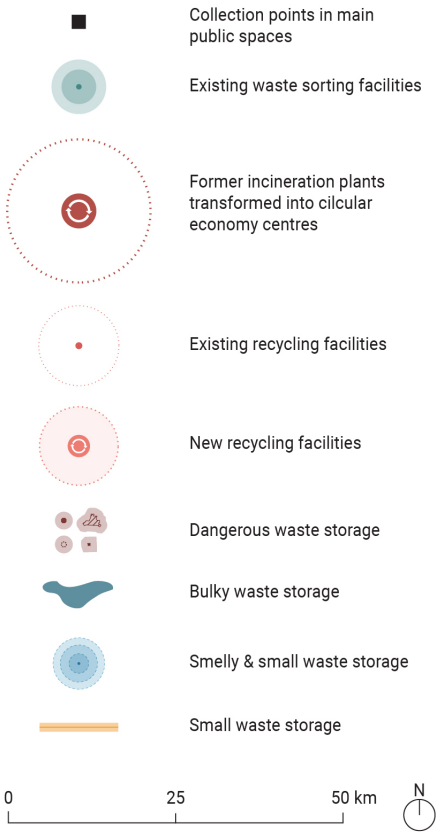 Collection points in main
public spaces
Existing waste sorting facilities
Former incineration plants
transformed into cilcular
economy centres
Existing recycling facilities
New recycling facilities
Dangerous waste storage
Bulky waste storage
Smelly & small waste storage
Small waste storage
0 25 50 km N